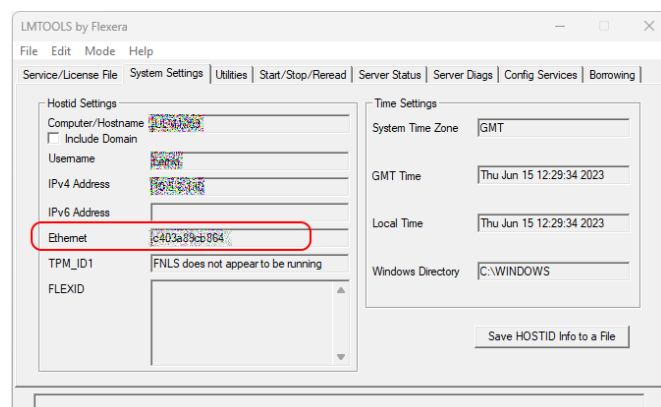 LMTOOLS by Flexera
File Edit Mode Help
Service/License File System Settings Utilities Start/Stop/Reread Server Status Server Diags Config Services Borrowing
Hostid Settings
Computer/Hostname
Include Domain
Username
IPv4 Address
IPv6 Address
Ethernet
TPM_ID1 FNLS does not appear to be running
FLEXID
Time Settings
System Time Zone GMT
GMT Time Thu Jun 15 12:29:34 2023
Local Time Thu Jun 15 12:29:34 2023
Windows Directory C:\WINDOWS
Save HOSTID Info to a File